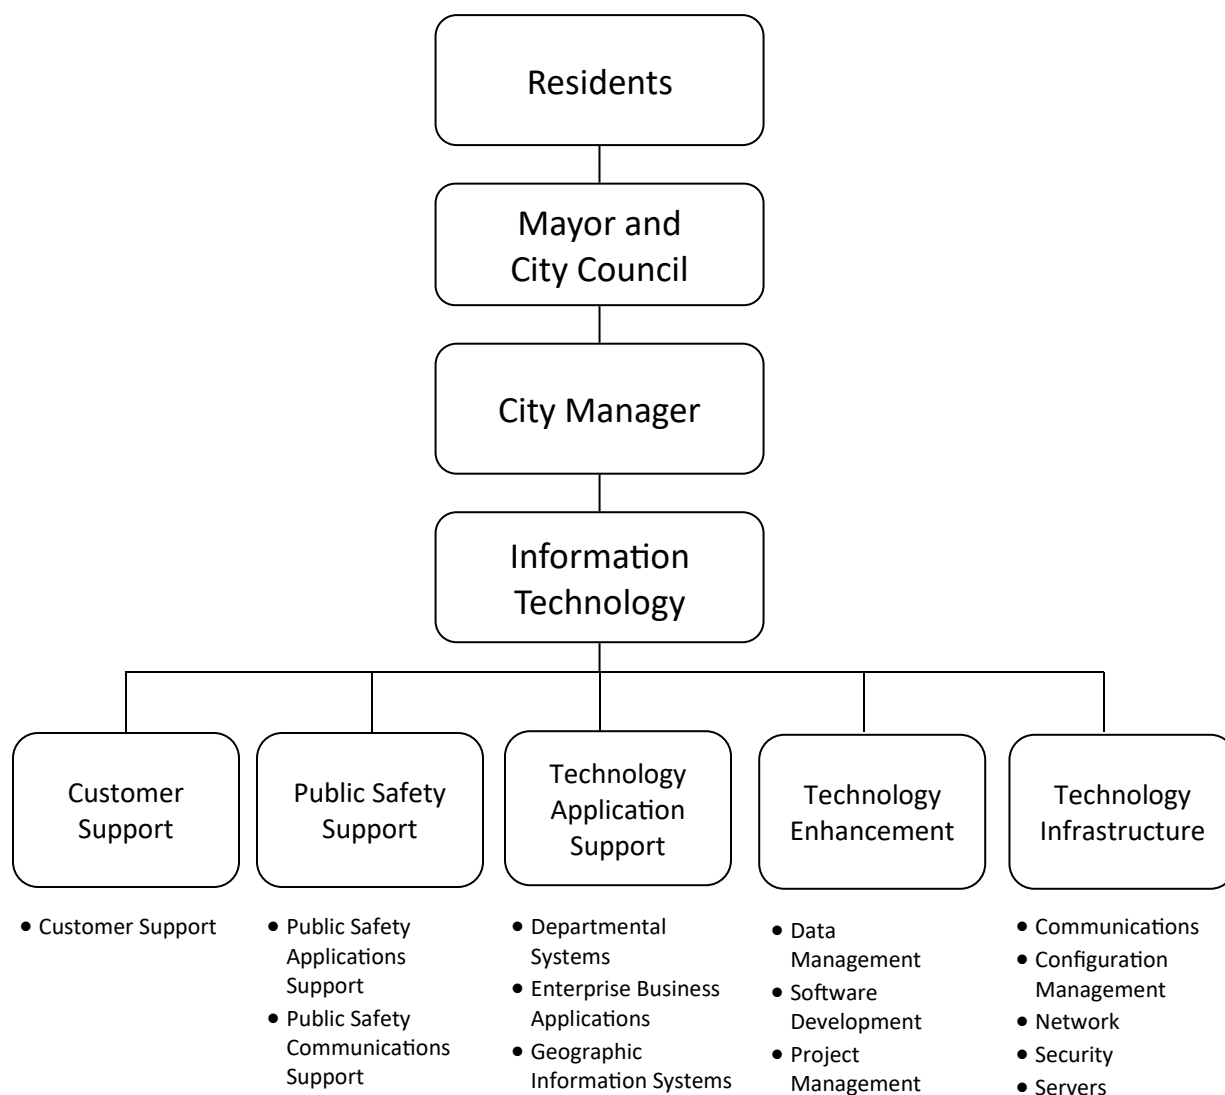 Residents
Mayor and
City Council
City Manager
Information
Technology
Customer
Support
Public Safety
Support
Technology
Application
Support
Technology
Enhancement
Technology
Infrastructure
• Customer Support
• Public Safety
Applications
Support
• Public Safety
Communications
Support
• Departmental
Systems
• Enterprise Business
Applications
• Geographic
Information Systems
• Data
Management
• Software
Development
• Project
Management
• Communications
• Configuration
Management
• Network
• Security
• Servers